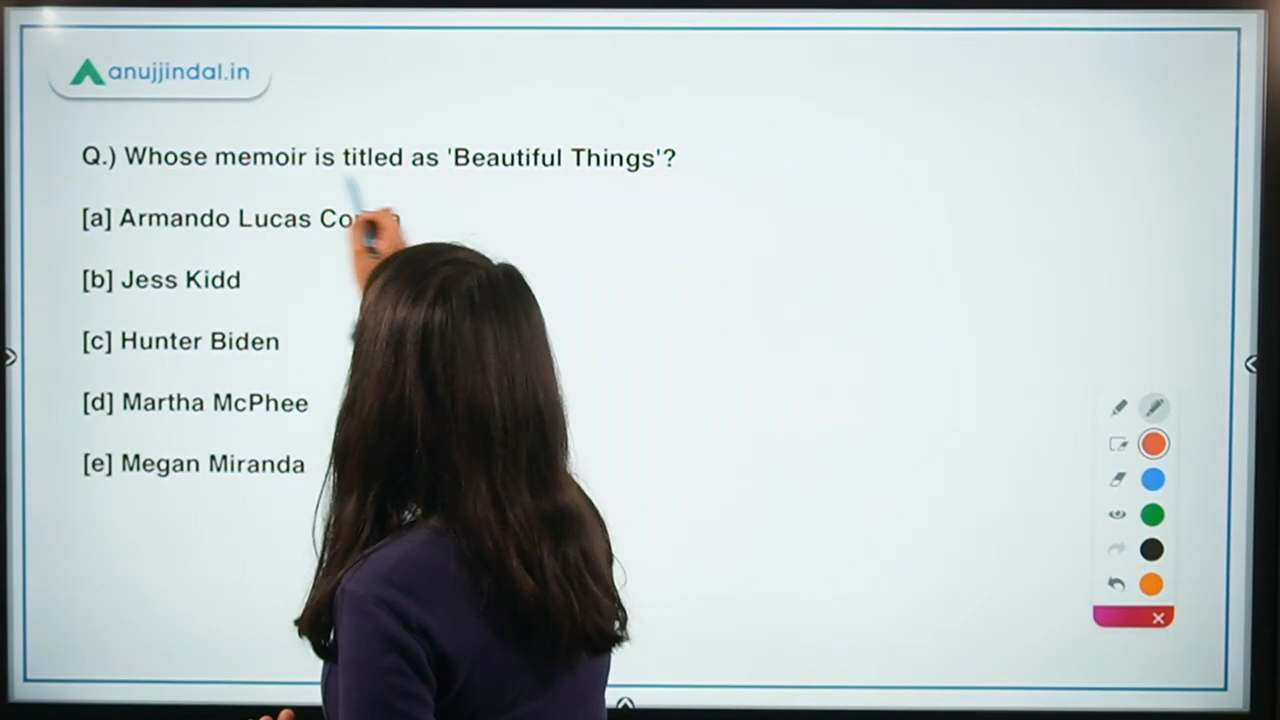 anujjindal.in
Q.) Whose memoir is titled as 'Beautiful Things'?
[a] Armando Lucas
[b] Jess Kidd
[c] Hunter Biden
[d] Martha McPhee
[e] Megan Miranda